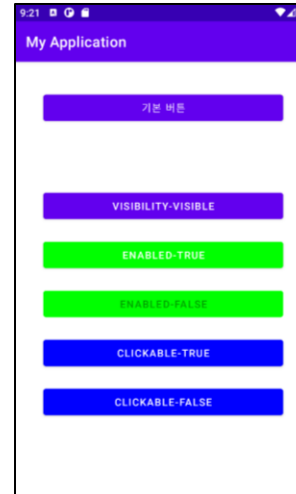 9:21
My Application
기본 버튼
VISIBILITY-VISIBLE
ENABLED-TRUE
ENABLED-FALSE
CLICKABLE-TRUE
CLICKABLE-FALSE